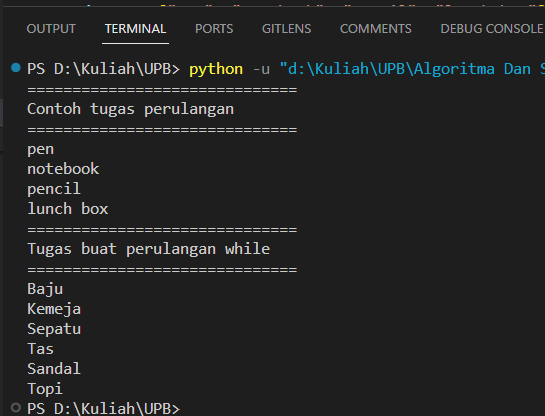 OUTPUT TERMINAL PORTS GITLENS COMMENTS DEBUG CONSOLE
PS D:\Kuliah\UPB> python -u "d:\Kuliah\UPB\Algoritma Dan S
==============================
Contoh tugas perulangan
==============================
pen
notebook
pencil
lunch box
==============================
Tugas buat perulangan while
==============================
Baju
Kemeja
Sepatu
Tas
Sandal
Topi
PS D:\Kuliah\UPB>